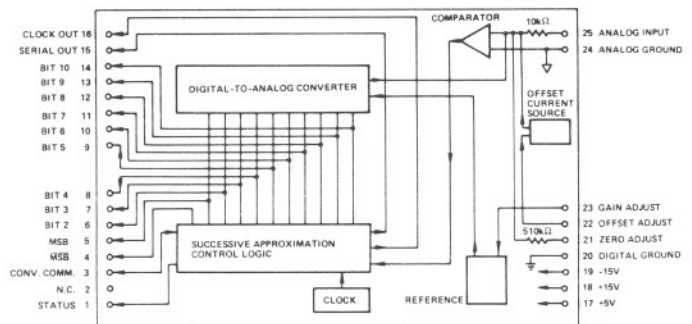 COMPARATOR
CLOCK OUT 16
SERIAL OUT 15
BIT 10 14
BIT 9 13
BIT 8 12
BIT 7 11
BIT 6 10
BIT 5 9
BIT 4 8
BIT 3 7
BIT 2 6
MSB 5
MSB 4
CONV. COMM. 3
N.C. 2
STATUS 1
DIGITAL-TO-ANALOG CONVERTER
SUCCESSIVE APPROXIMATION
CONTROL LOGIC
CLOCK
REFERENCE
10kΩ
25 ANALOG INPUT
24 ANALOG GROUND
OFFSET
CURRENT
SOURCE
23 GAIN ADJUST
22 OFFSET ADJUST
510kΩ
21 ZERO ADJUST
20 DIGITAL GROUND
19 -15V
18 +15V
17 +5V